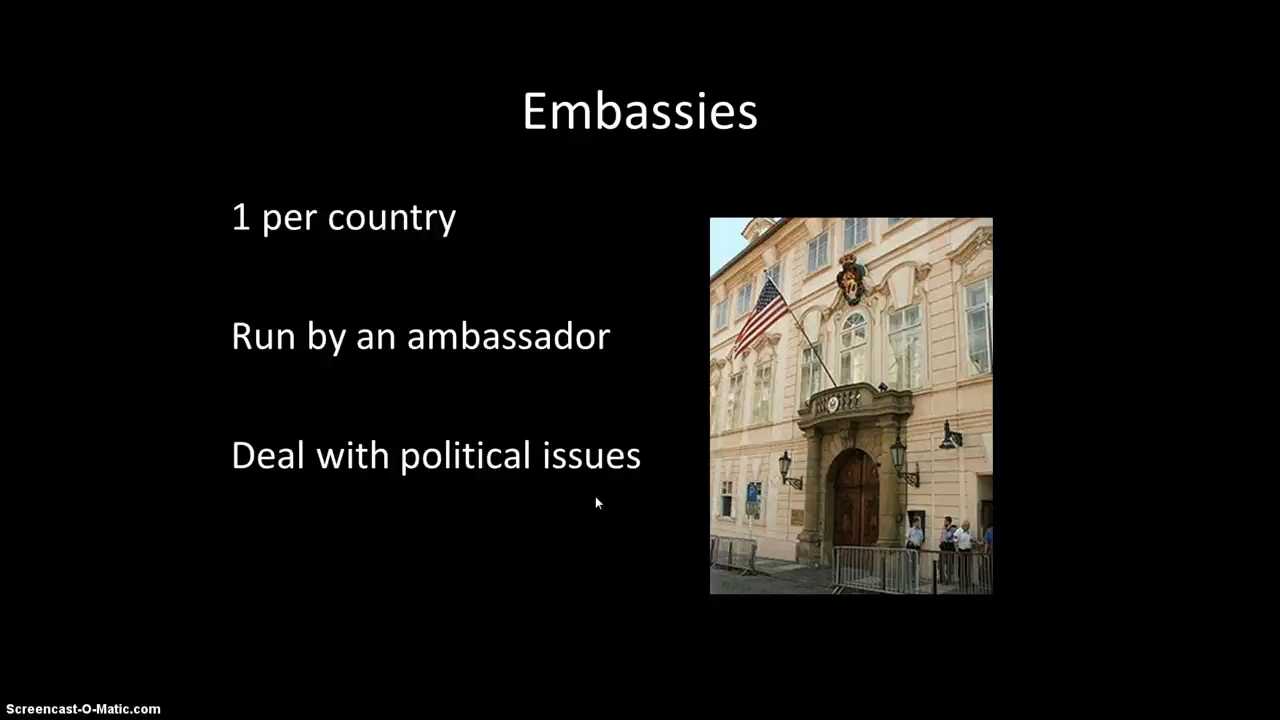 Embassies
1 per country
Run by an ambassador
Deal with political issues
Screencast-O-Matic.com